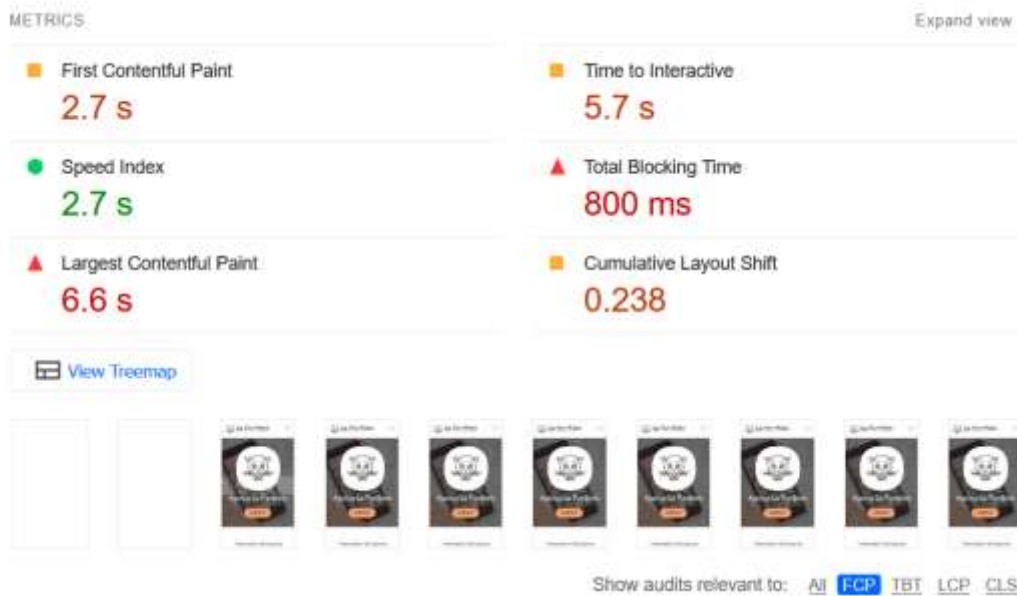 METRICS
Expand view
First Contentful Paint
2.7 s
Time to Interactive
5.7 s
Speed Index
2.7 s
Total Blocking Time
800 ms
Largest Contentful Paint
6.6 s
Cumulative Layout Shift
0.238
View Treemap
Show audits relevant to: All FCP TBT LCP CLS